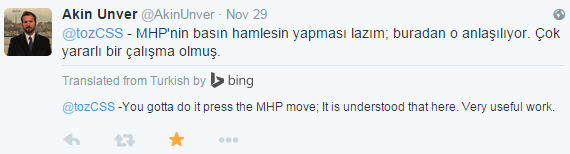 Akin Unver @AkinUnver · Nov 29
@tozCSS - MHP'nin basın hamlesin yapması lazım; buradan o anlaşılıyor. Çok
yararlı bir çalışma olmuş.
Translated from Turkish by bing
@tozCSS -You gotta do it press the MHP move; It is understood that here. Very useful work.